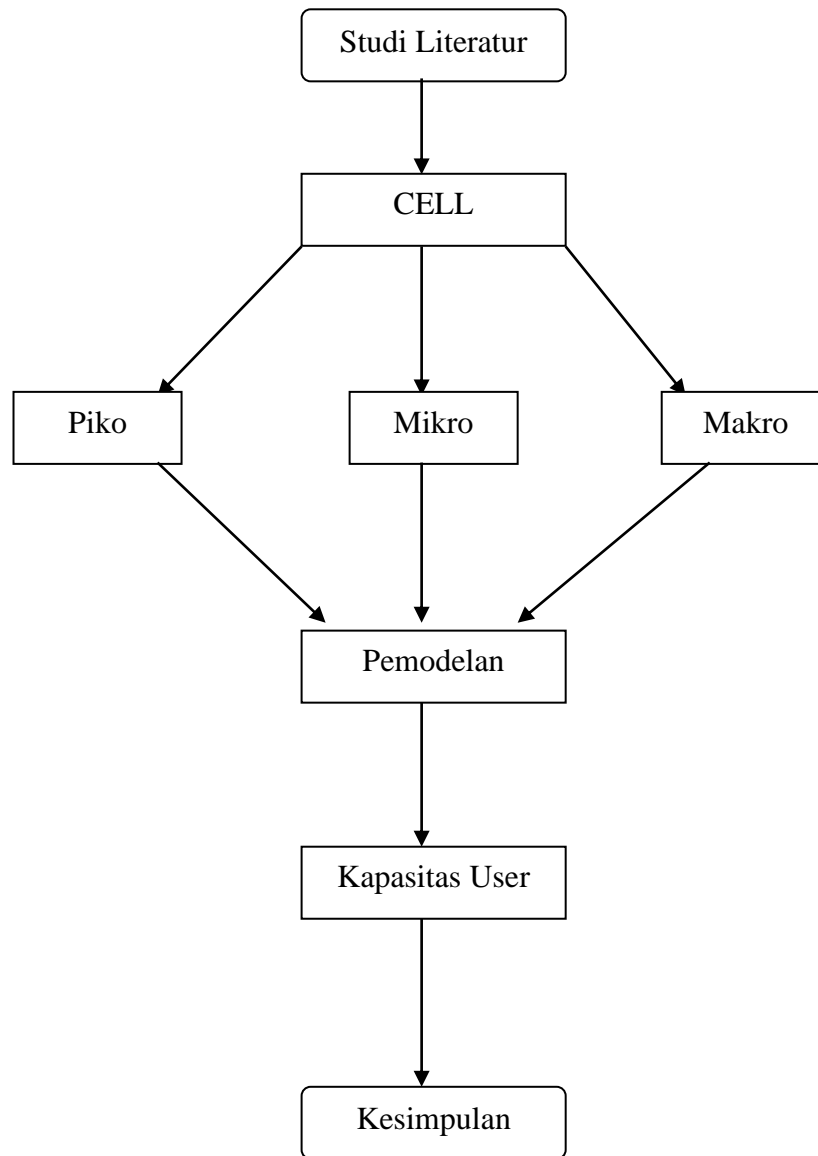 Studi Literatur
CELL
Piko
Mikro
Makro
Pemodelan
Kapasitas User
Kesimpulan